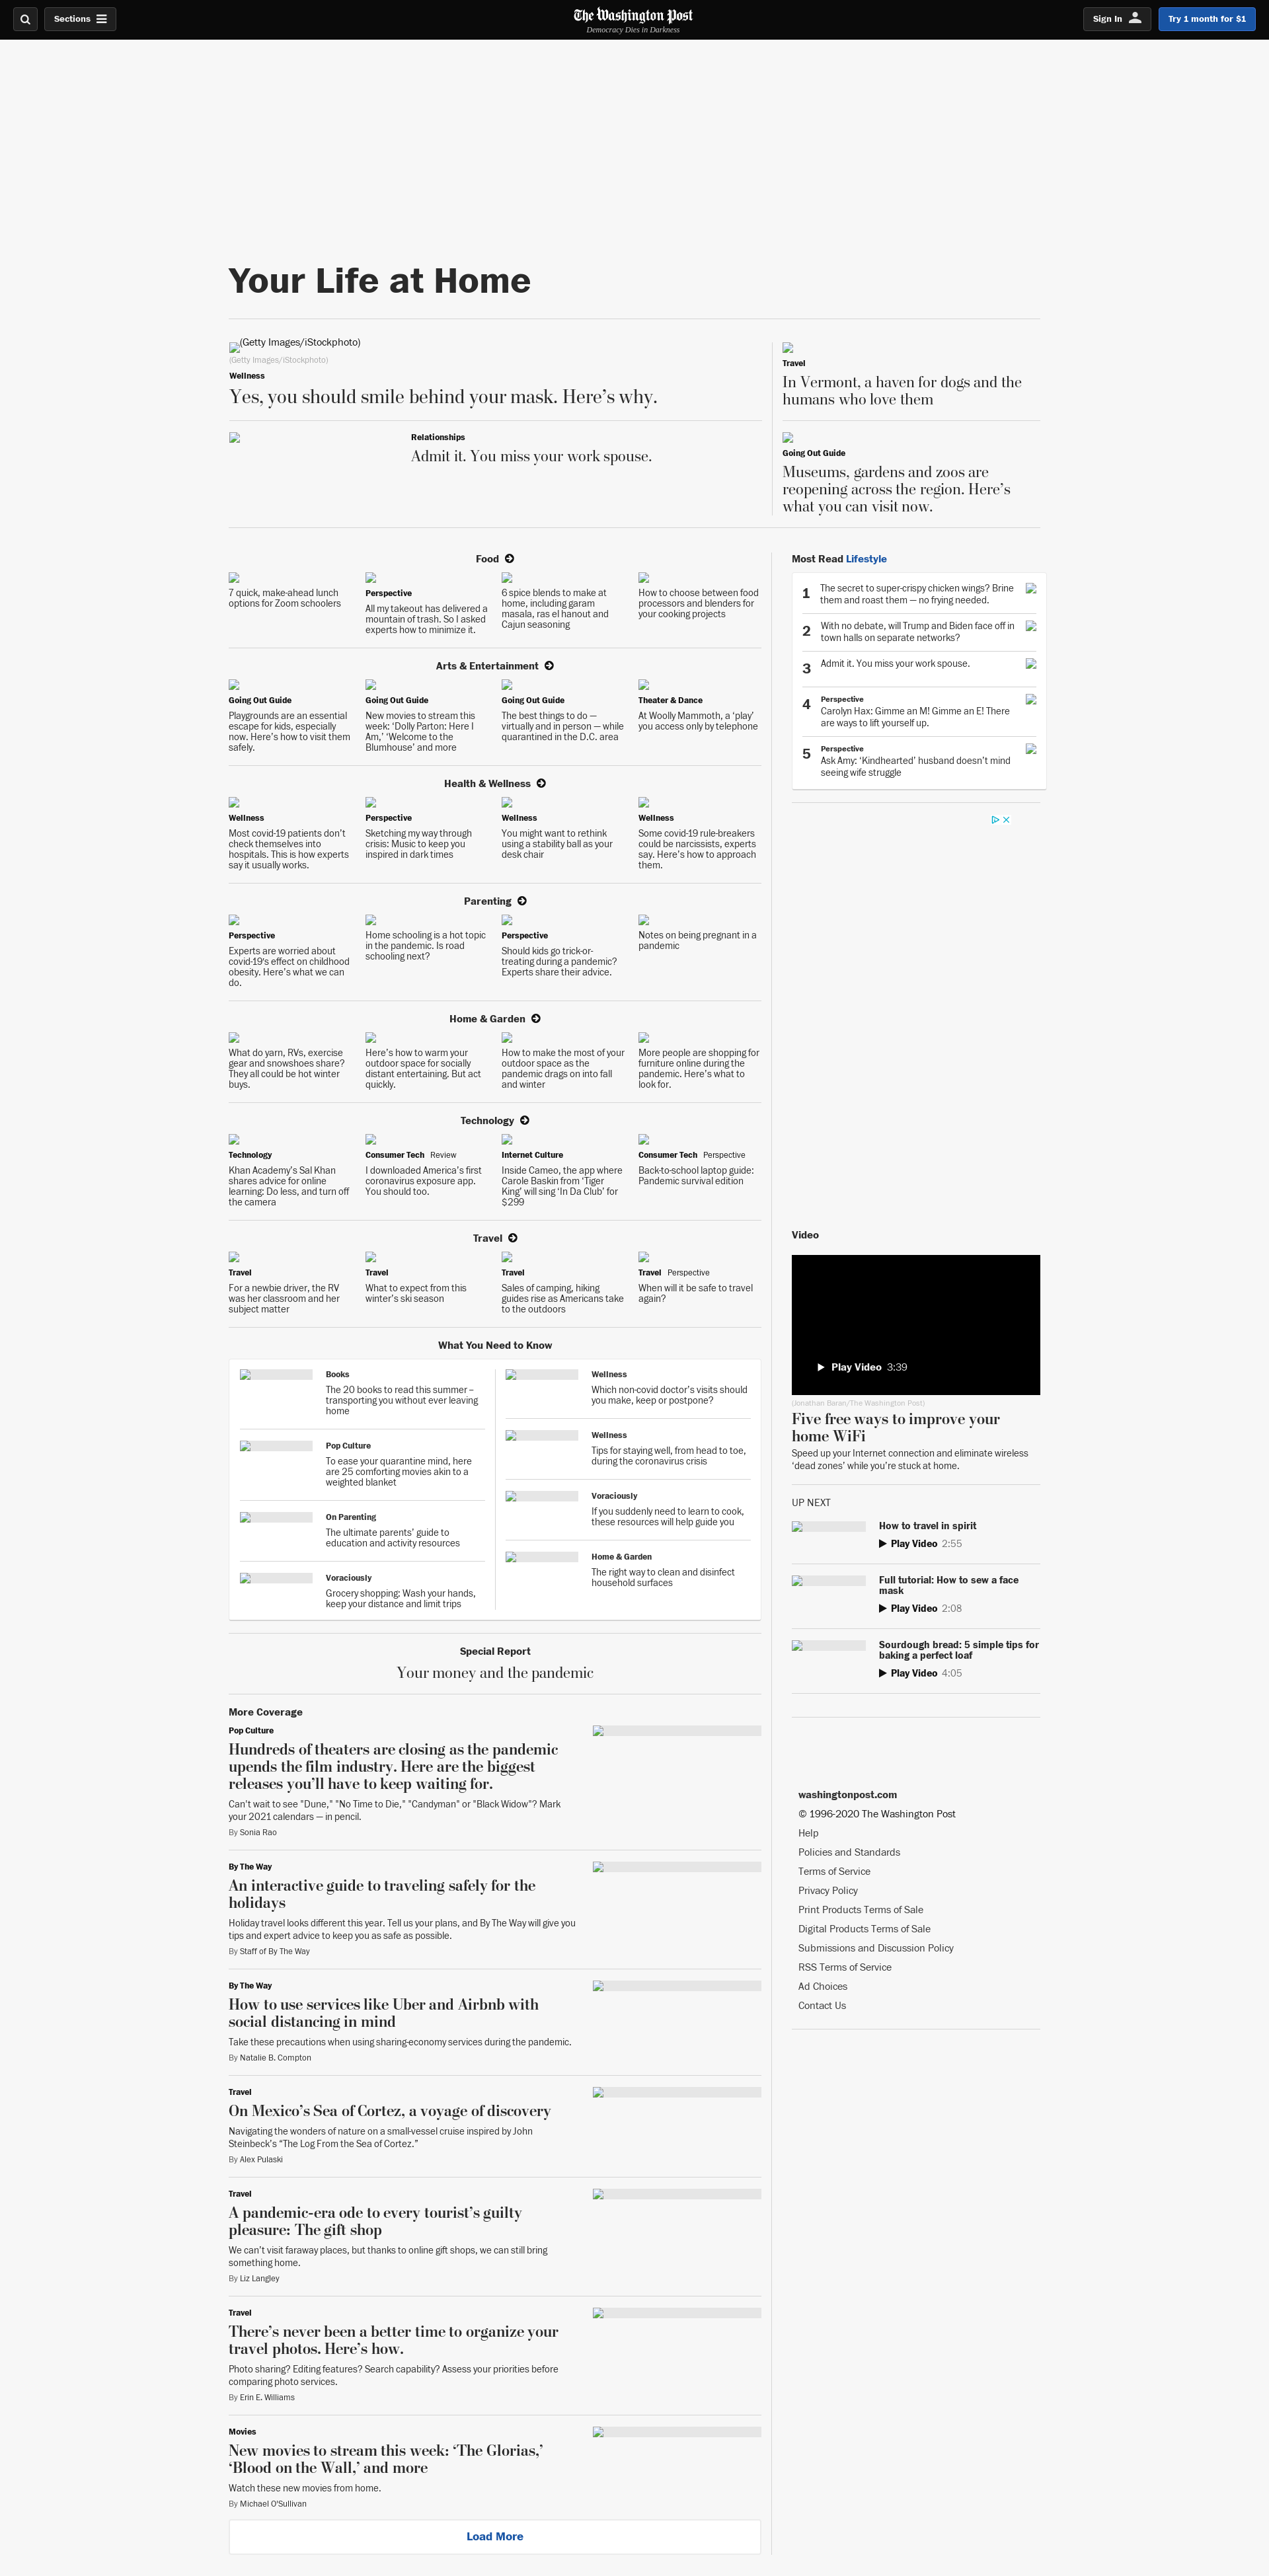 Sections
The Washington Post
Democracy Dies in Darkness
Sign In
Try 1 month for $1
Your Life at Home
(Getty Images/iStockphoto)
(Getty Images/iStockphoto)
Wellness
Yes, you should smile behind your mask. Here’s why.
Relationships
Admit it. You miss your work spouse.
Travel
In Vermont, a haven for dogs and the
humans who love them
Going Out Guide
Museums, gardens and zoos are
reopening across the region. Here’s
what you can visit now.
Food
7 quick, make-ahead lunch
options for Zoom schoolers
Perspective
All my takeout has delivered a
mountain of trash. So I asked
experts how to minimize it.
6 spice blends to make at
home, including garam
masala, ras el hanout and
Cajun seasoning
How to choose between food
processors and blenders for
your cooking projects
Arts & Entertainment
Going Out Guide
Playgrounds are an essential
escape for kids, especially
now. Here’s how to visit them
safely.
Going Out Guide
New movies to stream this
week: ‘Dolly Parton: Here I
Am,’ ‘Welcome to the
Blumhouse’ and more
Going Out Guide
The best things to do —
virtually and in person — while
quarantined in the D.C. area
Theater & Dance
At Woolly Mammoth, a ‘play’
you access only by telephone
Health & Wellness
Wellness
Most covid-19 patients don’t
check themselves into
hospitals. This is how experts
say it usually works.
Perspective
Sketching my way through
crisis: Music to keep you
inspired in dark times
Wellness
You might want to rethink
using a stability ball as your
desk chair
Wellness
Some covid-19 rule-breakers
could be narcissists, experts
say. Here’s how to approach
them.
Parenting
Perspective
Experts are worried about
covid-19's effect on childhood
obesity. Here’s what we can
do.
Home schooling is a hot topic
in the pandemic. Is road
schooling next?
Perspective
Should kids go trick-or-
treating during a pandemic?
Experts share their advice.
Notes on being pregnant in a
pandemic
Home & Garden
What do yarn, RVs, exercise
gear and snowshoes share?
They all could be hot winter
buys.
Here’s how to warm your
outdoor space for socially
distant entertaining. But act
quickly.
How to make the most of your
outdoor space as the
pandemic drags on into fall
and winter
More people are shopping for
furniture online during the
pandemic. Here’s what to
look for.
Technology
Technology
Khan Academy’s Sal Khan
shares advice for online
learning: Do less, and turn off
the camera
Consumer Tech Review
I downloaded America’s first
coronavirus exposure app.
You should too.
Internet Culture
Inside Cameo, the app where
Carole Baskin from ‘Tiger
King’ will sing ‘In Da Club’ for
$299
Consumer Tech Perspective
Back-to-school laptop guide:
Pandemic survival edition
Travel
Travel
For a newbie driver, the RV
was her classroom and her
subject matter
Travel
What to expect from this
winter’s ski season
Travel
Sales of camping, hiking
guides rise as Americans take
to the outdoors
Travel Perspective
When will it be safe to travel
again?
What You Need to Know
Books
The 20 books to read this summer –
transporting you without ever leaving
home
Pop Culture
To ease your quarantine mind, here
are 25 comforting movies akin to a
weighted blanket
On Parenting
The ultimate parents’ guide to
education and activity resources
Voraciously
Grocery shopping: Wash your hands,
keep your distance and limit trips
Wellness
Which non-covid doctor’s visits should
you make, keep or postpone?
Wellness
Tips for staying well, from head to toe,
during the coronavirus crisis
Voraciously
If you suddenly need to learn to cook,
these resources will help guide you
Home & Garden
The right way to clean and disinfect
household surfaces
Special Report
Your money and the pandemic
More Coverage
Pop Culture
Hundreds of theaters are closing as the pandemic
upends the film industry. Here are the biggest
releases you’ll have to keep waiting for.
Can't wait to see "Dune," "No Time to Die," "Candyman" or "Black Widow"? Mark
your 2021 calendars — in pencil.
By Sonia Rao
By The Way
An interactive guide to traveling safely for the
holidays
Holiday travel looks different this year. Tell us your plans, and By The Way will give you
tips and expert advice to keep you as safe as possible.
By Staff of By The Way
By The Way
How to use services like Uber and Airbnb with
social distancing in mind
Take these precautions when using sharing-economy services during the pandemic.
By Natalie B. Compton
Travel
On Mexico’s Sea of Cortez, a voyage of discovery
Navigating the wonders of nature on a small-vessel cruise inspired by John
Steinbeck’s “The Log From the Sea of Cortez.”
By Alex Pulaski
Travel
A pandemic-era ode to every tourist’s guilty
pleasure: The gift shop
We can’t visit faraway places, but thanks to online gift shops, we can still bring
something home.
By Liz Langley
Travel
There’s never been a better time to organize your
travel photos. Here’s how.
Photo sharing? Editing features? Search capability? Assess your priorities before
comparing photo services.
By Erin E. Williams
Movies
New movies to stream this week: ‘The Glorias,’
‘Blood on the Wall,’ and more
Watch these new movies from home.
By Michael O'Sullivan
Load More
Most Read Lifestyle
1
The secret to super-crispy chicken wings? Brine
them and roast them — no frying needed.
2
With no debate, will Trump and Biden face off in
town halls on separate networks?
3
Admit it. You miss your work spouse.
4
Perspective
Carolyn Hax: Gimme an M! Gimme an E! There
are ways to lift yourself up.
5
Perspective
Ask Amy: ‘Kindhearted’ husband doesn’t mind
seeing wife struggle
Video
Play Video 3:39
(Jonathan Baran/The Washington Post)
Five free ways to improve your
home WiFi
Speed up your Internet connection and eliminate wireless
‘dead zones’ while you’re stuck at home.
UP NEXT
How to travel in spirit
Play Video 2:55
Full tutorial: How to sew a face
mask
Play Video 2:08
Sourdough bread: 5 simple tips for
baking a perfect loaf
Play Video 4:05
washingtonpost.com
© 1996-2020 The Washington Post
Help
Policies and Standards
Terms of Service
Privacy Policy
Print Products Terms of Sale
Digital Products Terms of Sale
Submissions and Discussion Policy
RSS Terms of Service
Ad Choices
Contact Us